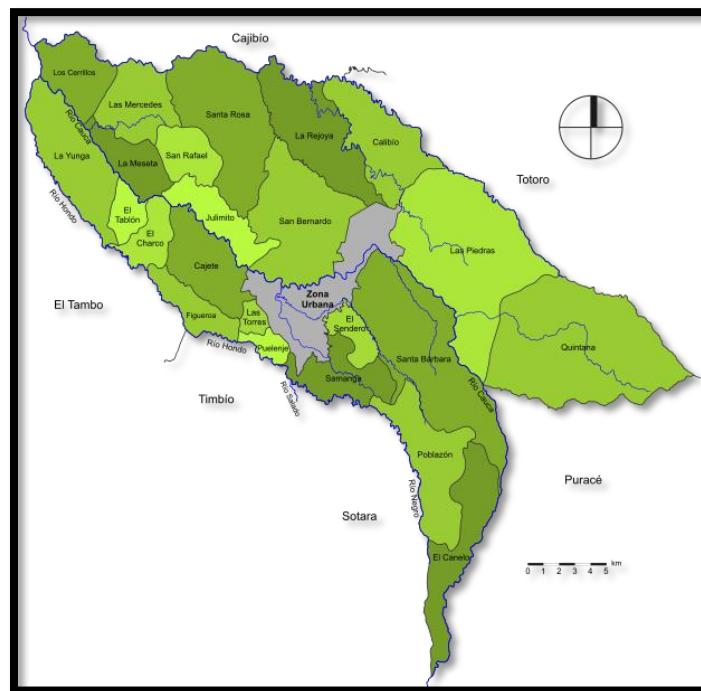 Cajibío
Los Cerrillos
Las Mercedes
Santa Rosa
La Rejoya
Calibío
Río Cauca
La Yunga
La Meseta
San Rafael
Totoro
Río Hondo
El
Tablón
El
Charco
Julimito
San Bernardo
Las Piedras
Cajete
El Tambo
Zona
Urbana
Figueroa
Las
Torres
El
Sendero
Santa Bárbara
Quintana
Río Hondo
Puelenje
Samanga
Río Cauca
Timbío
Río Salado
Poblazón
Río Negro
Puracé
Sotara
El Canelo
km
0 1 2 3 4 5